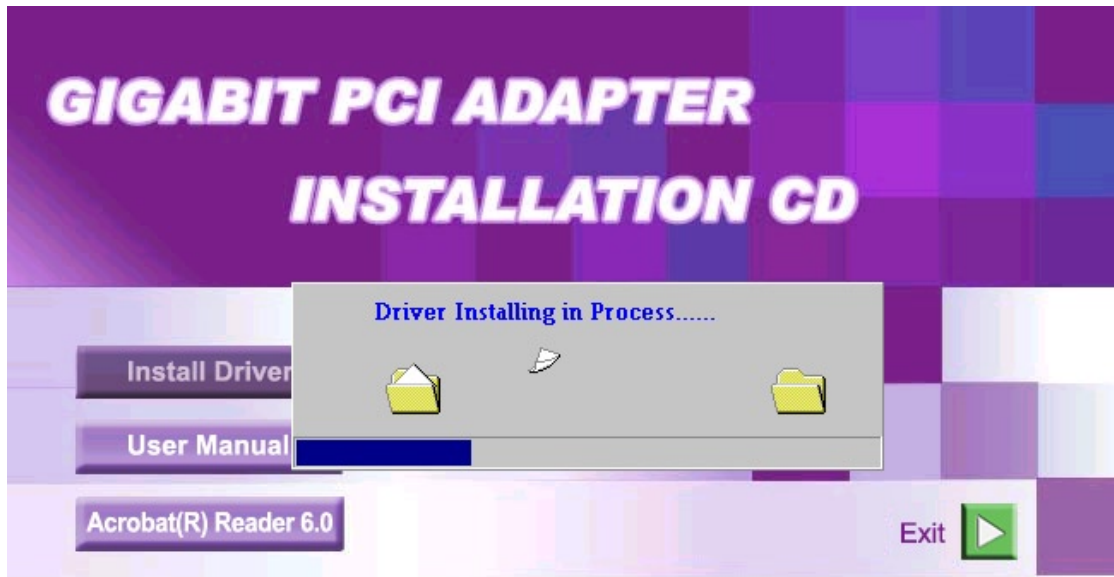 GIGABIT PCI ADAPTER
INSTALLATION CD
Driver Installing in Process......
Install Driver
User Manual
Acrobat(R) Reader 6.0
Exit